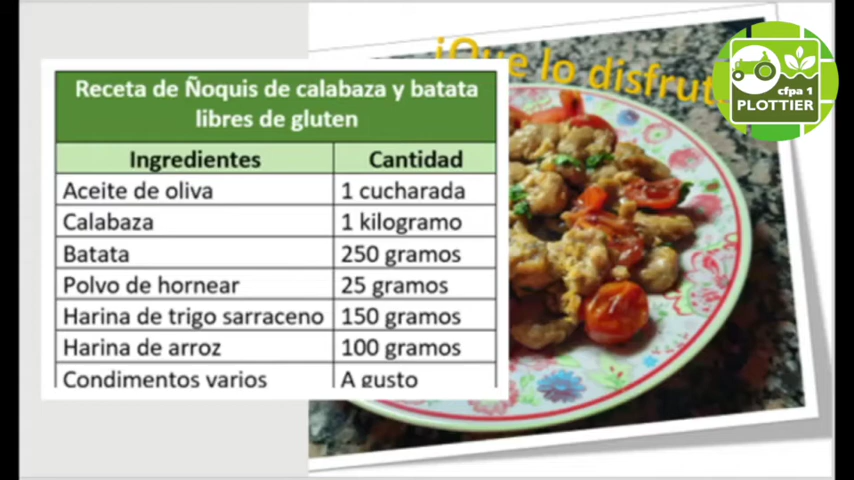 ¡Que lo disfrut
cfpa 1
PLOTTIER
Receta de Ñoquis de calabaza y batata
libres de gluten
Ingredientes Cantidad
Aceite de oliva 1 cucharada
Calabaza 1 kilogramo
Batata 250 gramos
Polvo de hornear 25 gramos
Harina de trigo sarraceno 150 gramos
Harina de arroz 100 gramos
Condimentos varios A gusto